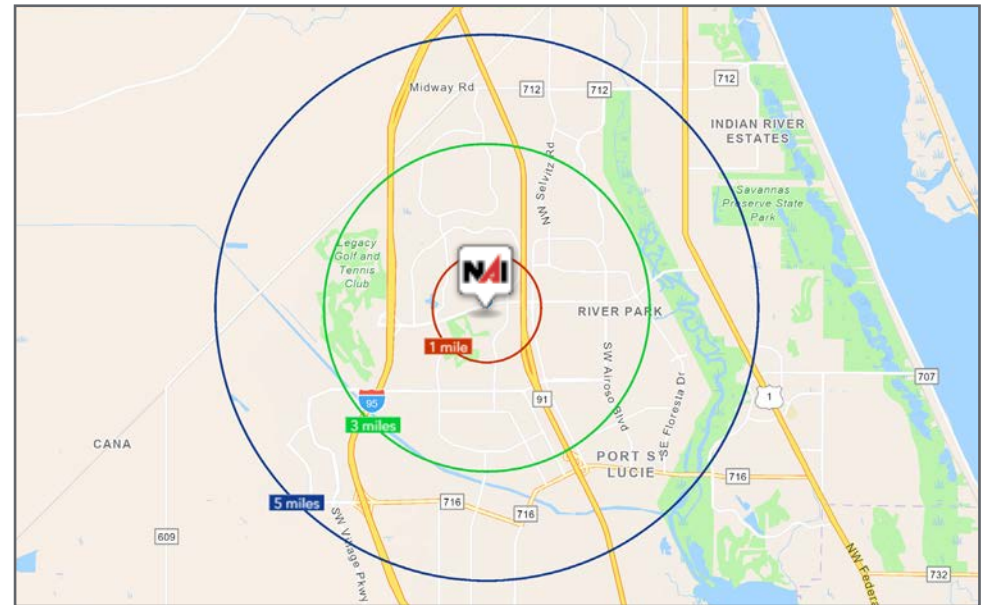 Midway Rd
712
712
712
INDIAN RIVER
ESTATES
NW Selvitz Rd
Savannas
Preserve State
Park
Legacy
Golf and
Tennis
Club
NAI
RIVER PARK
1 mile
SW Airoso Blvd
SE Floresta Dr
707
1
95
91
3 miles
CANA
PORT ST
LUCIE
716
5 miles
716
716
609
SW Village Pkwy
NW Federa
732